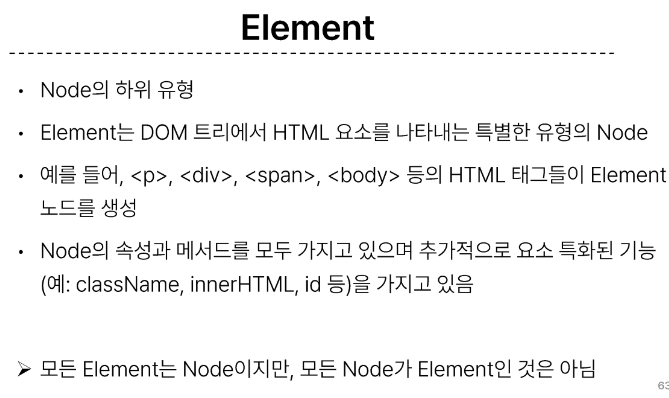 Element
• Node의 하위 유형
• Element는 DOM 트리에서 HTML 요소를 나타내는 특별한 유형의 Node
• 예를 들어, <p>, <div>, <span>, <body> 등의 HTML 태그들이 Element
노드를 생성
• Node의 속성과 메서드를 모두 가지고 있으며 추가적으로 요소 특화된 기능
(예: className, innerHTML, id 등)을 가지고 있음
➢ 모든 Element는 Node이지만, 모든 Node가 Element인 것은 아님
63